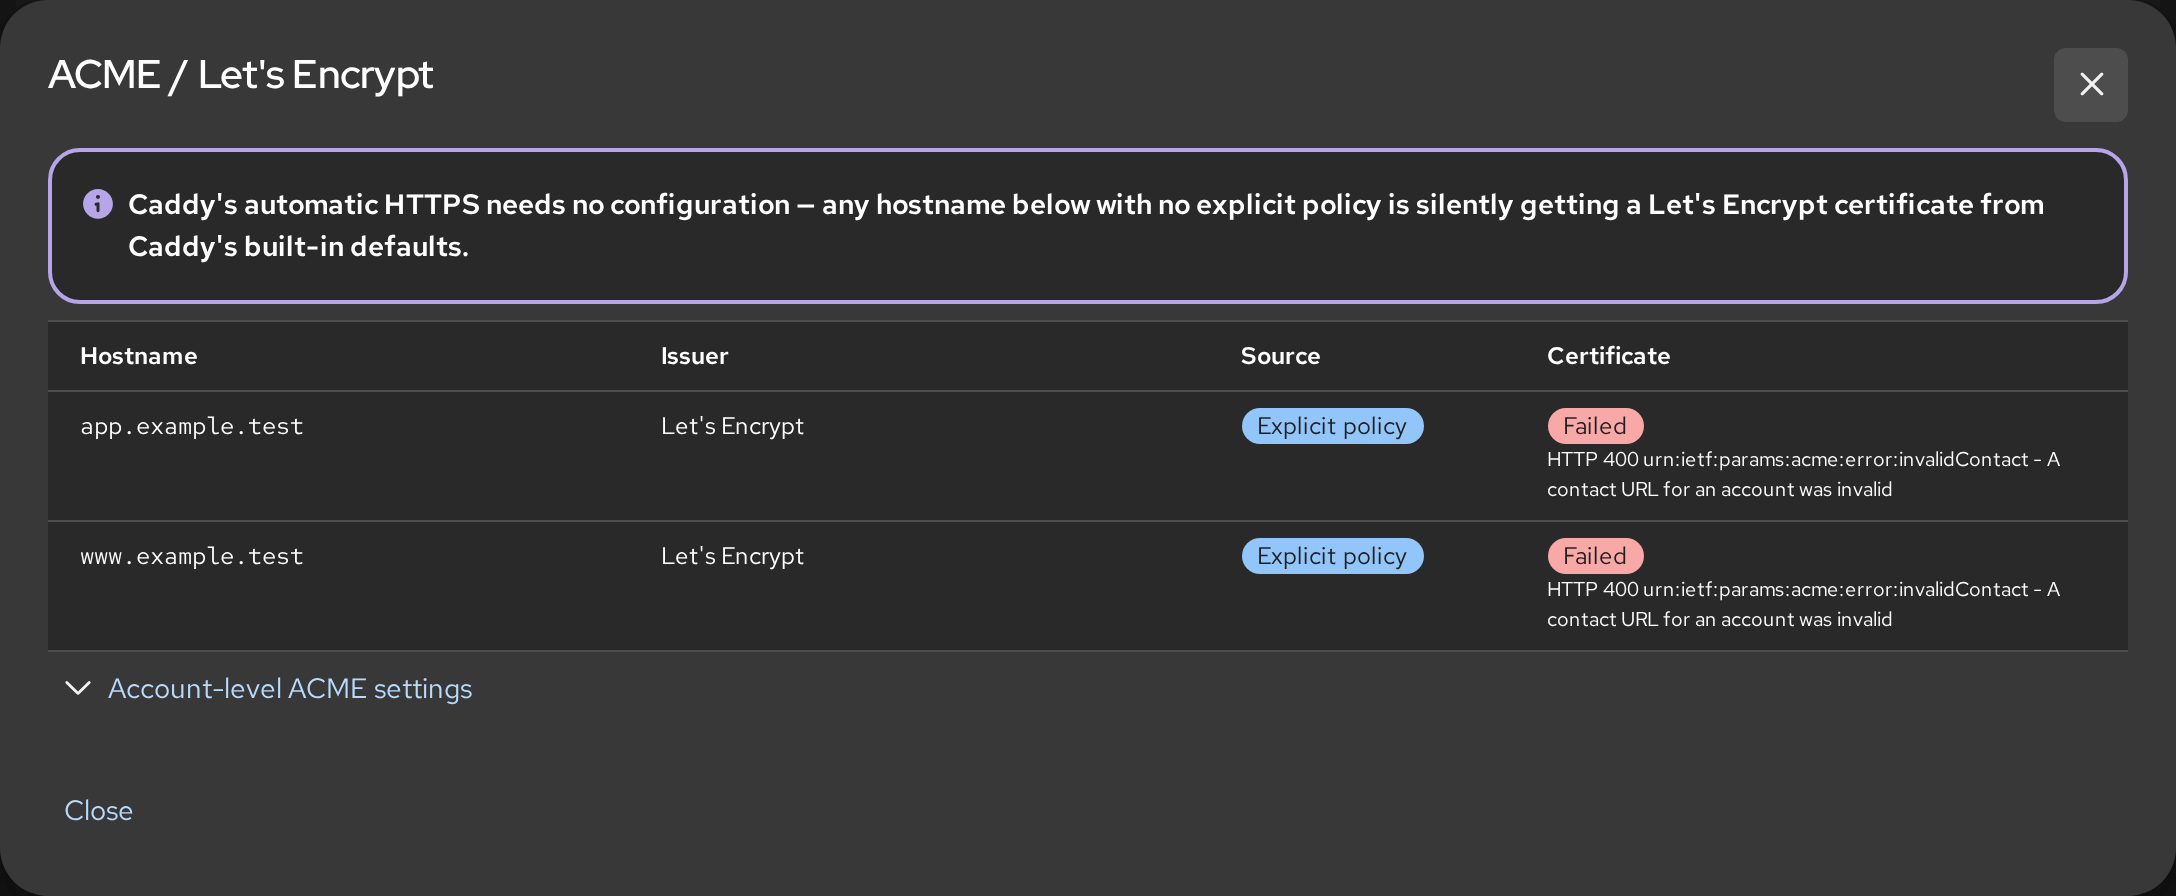 ACME / Let's Encrypt
Caddy's automatic HTTPS needs no configuration — any hostname below with no explicit policy is silently getting a Let's Encrypt certificate from
Caddy's built-in defaults.
Hostname Issuer Source Certificate
app.example.test Let's Encrypt Explicit policy Failed
HTTP 400 urn:ietf:params:acme:error:invalidContact - A
contact URL for an account was invalid
www.example.test Let's Encrypt Explicit policy Failed
HTTP 400 urn:ietf:params:acme:error:invalidContact - A
contact URL for an account was invalid
Account-level ACME settings
Close